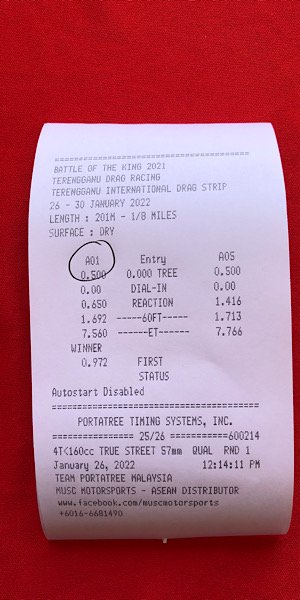 ================================================
BATTLE OF THE KING 2021
TERENGGANU DRAG RACING
TERENGGANU INTERNATIONAL DRAG STRIP
26 - 30 JANUARY 2022
LENGTH : 201M - 1/8 MILES
SURFACE : DRY
A01 Entry A05
0.500 0.000 TREE 0.500
0.00 DIAL-IN 0.00
0.650 REACTION 1.416
1.692 ------60FT----- 1.713
7.560 ------ET------ 7.766
WINNER
0.972 FIRST
STATUS
Autostart Disabled
================================================
PORTATREE TIMING SYSTEMS, INC.
================ 25/26 ===========600214
4T<160cc TRUE STREET 57mm QUAL RND 1
January 26, 2022 12:14:11 PM
TEAM PORTATREE MALAYSIA
MUSC MOTORSPORTS - ASEAN DISTRIBUTOR
www.facebook.com/muscmotorsports
+6016-6681490